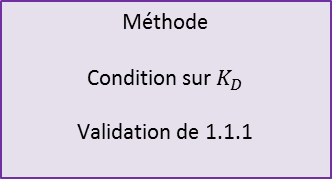 Méthode
Condition sur K_D
Validation de 1.1.1